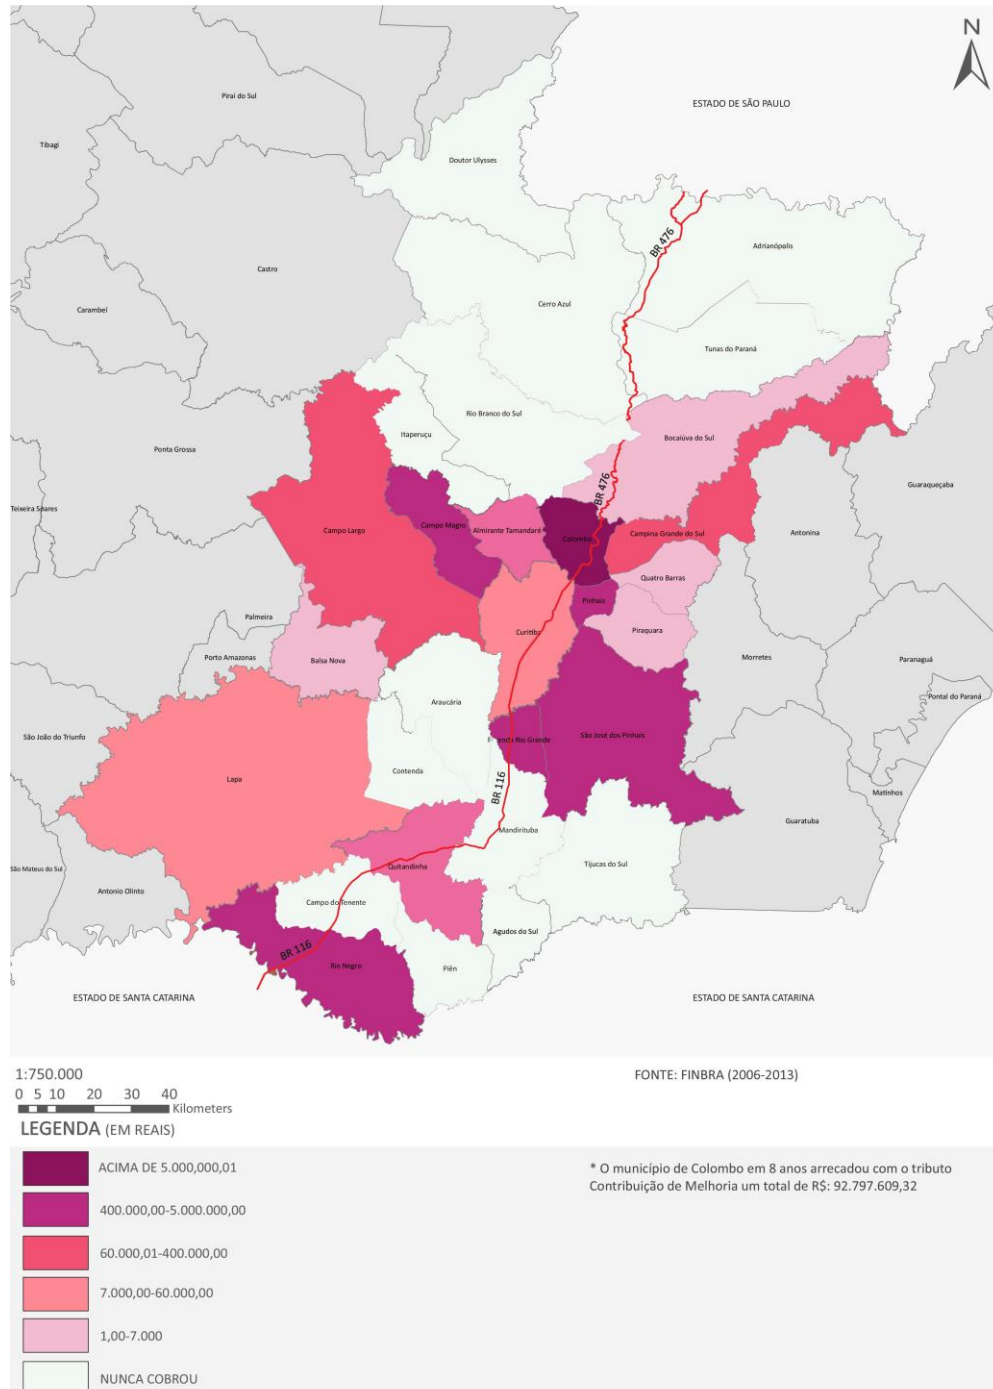 N
Piraí do Sul
ESTADO DE SÃO PAULO
Tibagi
Doutor Ulysses
BR 476
Adrianópolis
Castro
Cerro Azul
Carambeí
Tunas do Paraná
Rio Branco do Sul
Itaperuçu
Bocaiúva do Sul
Ponta Grossa
Guaraqueçaba
BR 476
Teixeira Soares
Campo Largo
Campo Magro
Almirante Tamandaré
Colombo
Campina Grande do Sul
Antonina
Quatro Barras
Pinhais
Palmeira
Curitiba
Piraquara
Porto Amazonas
Balsa Nova
Morretes
Paranaguá
Araucária
Pontal do Paraná
São João do Triunfo
Fazenda Rio Grande
São José dos Pinhais
Lapa
Contenda
BR 116
Matinhos
Guaratuba
Mandirituba
São Mateus do Sul
Quitandinha
Tijucas do Sul
Antonio Olinto
Campo do Tenente
Agudos do Sul
BR 116
Rio Negro
Piên
ESTADO DE SANTA CATARINA
ESTADO DE SANTA CATARINA
1:750.000
FONTE: FINBRA (2006-2013)
0 5 10 20 30 40
Kilometers
LEGENDA (EM REAIS)
ACIMA DE 5.000,000,01
* O município de Colombo em 8 anos arrecadou com o tributo
Contribuição de Melhoria um total de R$: 92.797.609,32
400.000,00-5.000.000,00
60.000,01-400.000,00
7.000,00-60.000,00
1,00-7.000
NUNCA COBROU